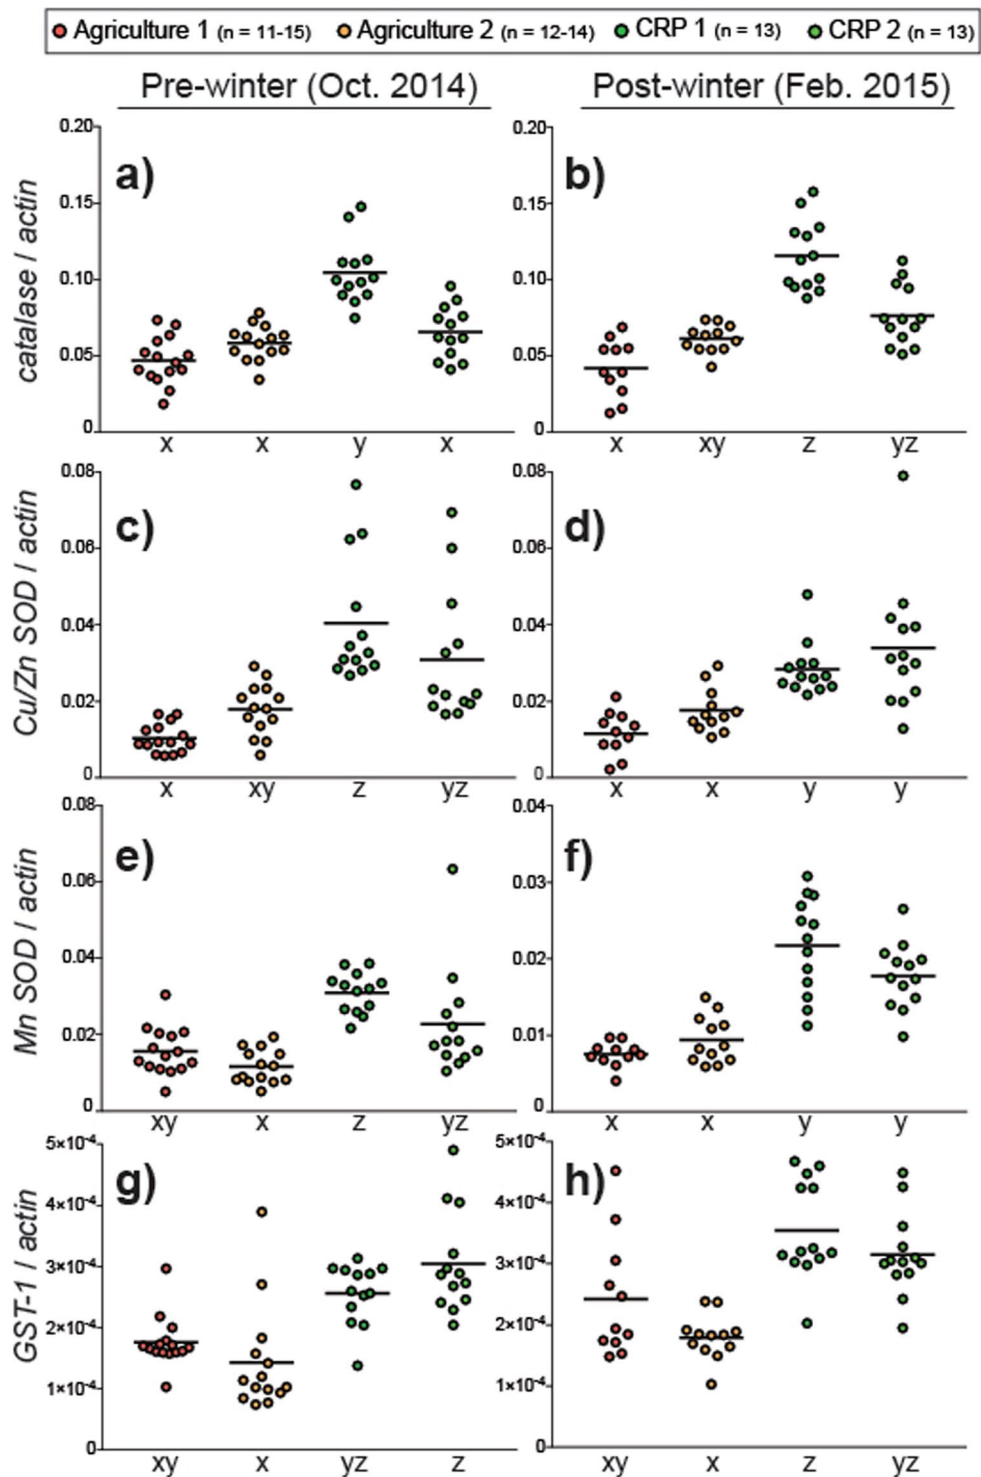 Agriculture 1 (n = 11-15) Agriculture 2 (n = 12-14) CRP 1 (n = 13) CRP 2 (n = 13)
Pre-winter (Oct. 2014) Post-winter (Feb. 2015)
a) b)
catalase / actin
0.20 0.15 0.10 0.05 0
0.20 0.15 0.10 0.05 0
x x y x x xy z yz
c) d)
Cu/Zn SOD / actin
0.08 0.06 0.04 0.02 0
0.08 0.06 0.04 0.02 0
x xy z yz x x y y
e) f)
Mn SOD / actin
0.08 0.06 0.04 0.02 0
0.04 0.03 0.02 0.01 0
xy x z yz x x y y
g) h)
GST-1 / actin
5×10⁻⁴ 4×10⁻⁴ 3×10⁻⁴ 2×10⁻⁴ 1×10⁻⁴ 0
5×10⁻⁴ 4×10⁻⁴ 3×10⁻⁴ 2×10⁻⁴ 1×10⁻⁴ 0
xy x yz z xy x z yz